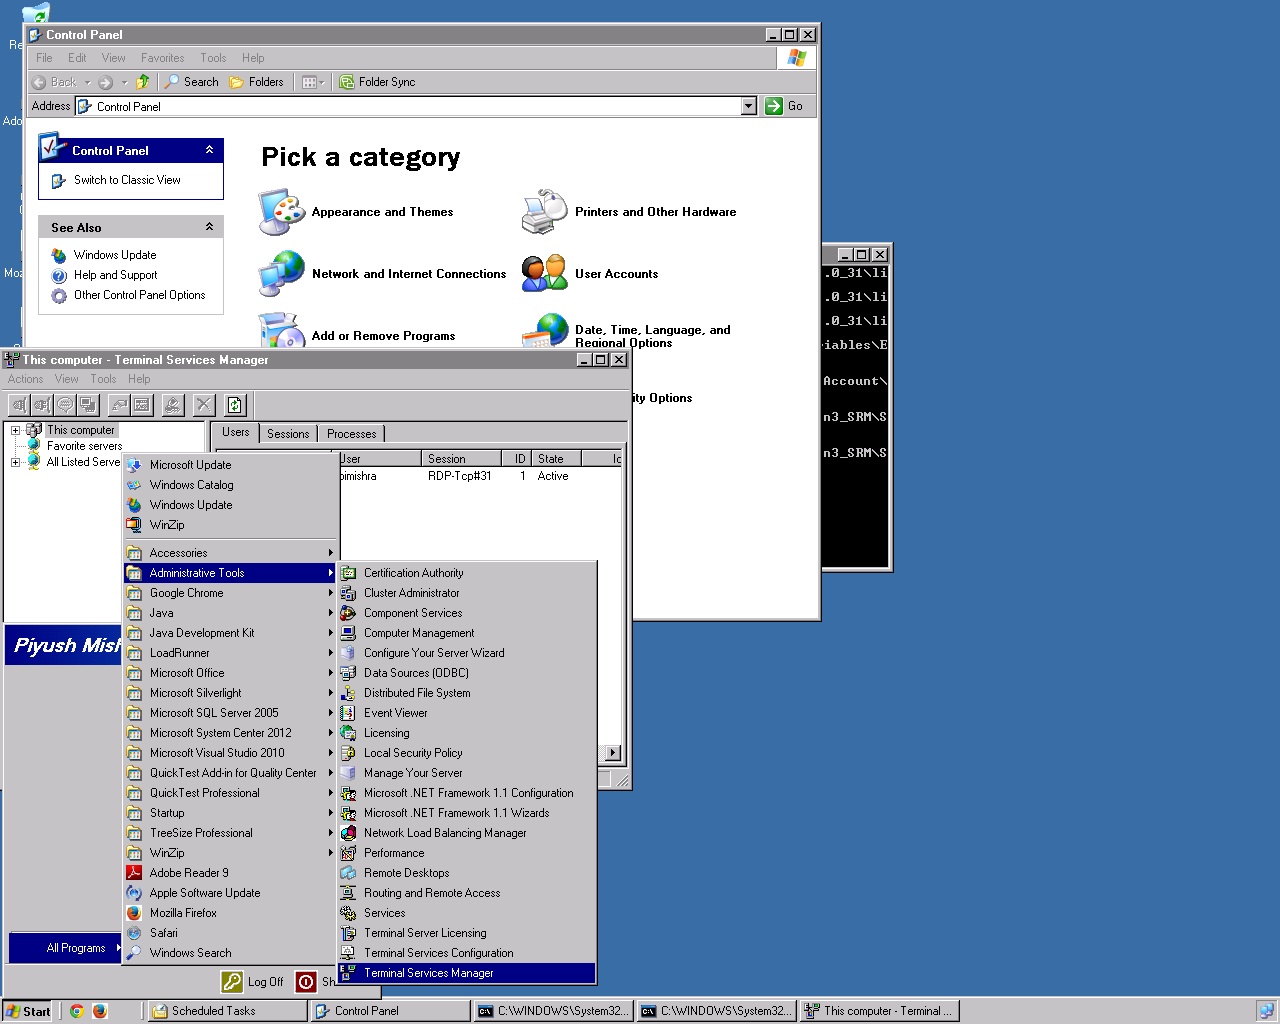 Control Panel
File Edit View Favorites Tools Help
Back Search Folders Folder Sync
Address Control Panel Go
Control Panel
Switch to Classic View
See Also
Windows Update
Help and Support
Other Control Panel Options
Pick a category
Appearance and Themes
Printers and Other Hardware
Network and Internet Connections
User Accounts
Add or Remove Programs
Date, Time, Language, and
Regional Options
ity Options
Re
Ado
Moz
.0_31\li
.0_31\li
.0_31\li
iables\E
Account\
n3_SRM\S
n3_SRM\S
This computer - Terminal Services Manager
Actions View Tools Help
This computer
Favorite servers
All Listed Serve
Users Sessions Processes
User Session ID State
pimishra RDP-Tcp#31 1 Active
Piyush Mish
Microsoft Update
Windows Catalog
Windows Update
WinZip
Accessories
Administrative Tools
Google Chrome
Java
Java Development Kit
LoadRunner
Microsoft Office
Microsoft Silverlight
Microsoft SQL Server 2005
Microsoft System Center 2012
Microsoft Visual Studio 2010
QuickTest Add-in for Quality Center
QuickTest Professional
Startup
TreeSize Professional
WinZip
Adobe Reader 9
Apple Software Update
Mozilla Firefox
Safari
Windows Search
Certification Authority
Cluster Administrator
Component Services
Computer Management
Configure Your Server Wizard
Data Sources (ODBC)
Distributed File System
Event Viewer
Licensing
Local Security Policy
Manage Your Server
Microsoft .NET Framework 1.1 Configuration
Microsoft .NET Framework 1.1 Wizards
Network Load Balancing Manager
Performance
Remote Desktops
Routing and Remote Access
Services
Terminal Server Licensing
Terminal Services Configuration
Terminal Services Manager
All Programs
Log Off Sh
Start Scheduled Tasks Control Panel C:\WINDOWS\System32... C:\WINDOWS\System32... This computer - Terminal ...